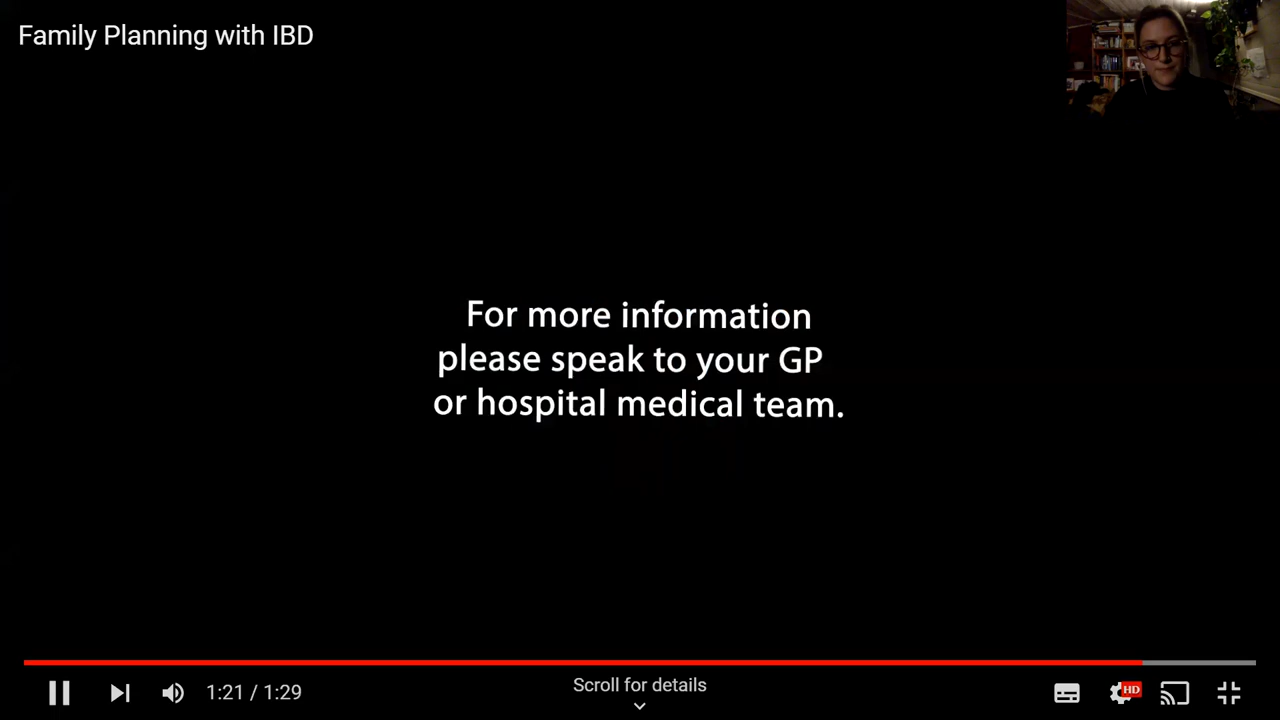 Family Planning with IBD
For more information
please speak to your GP
or hospital medical team.
1:21 / 1:29
Scroll for details
HD